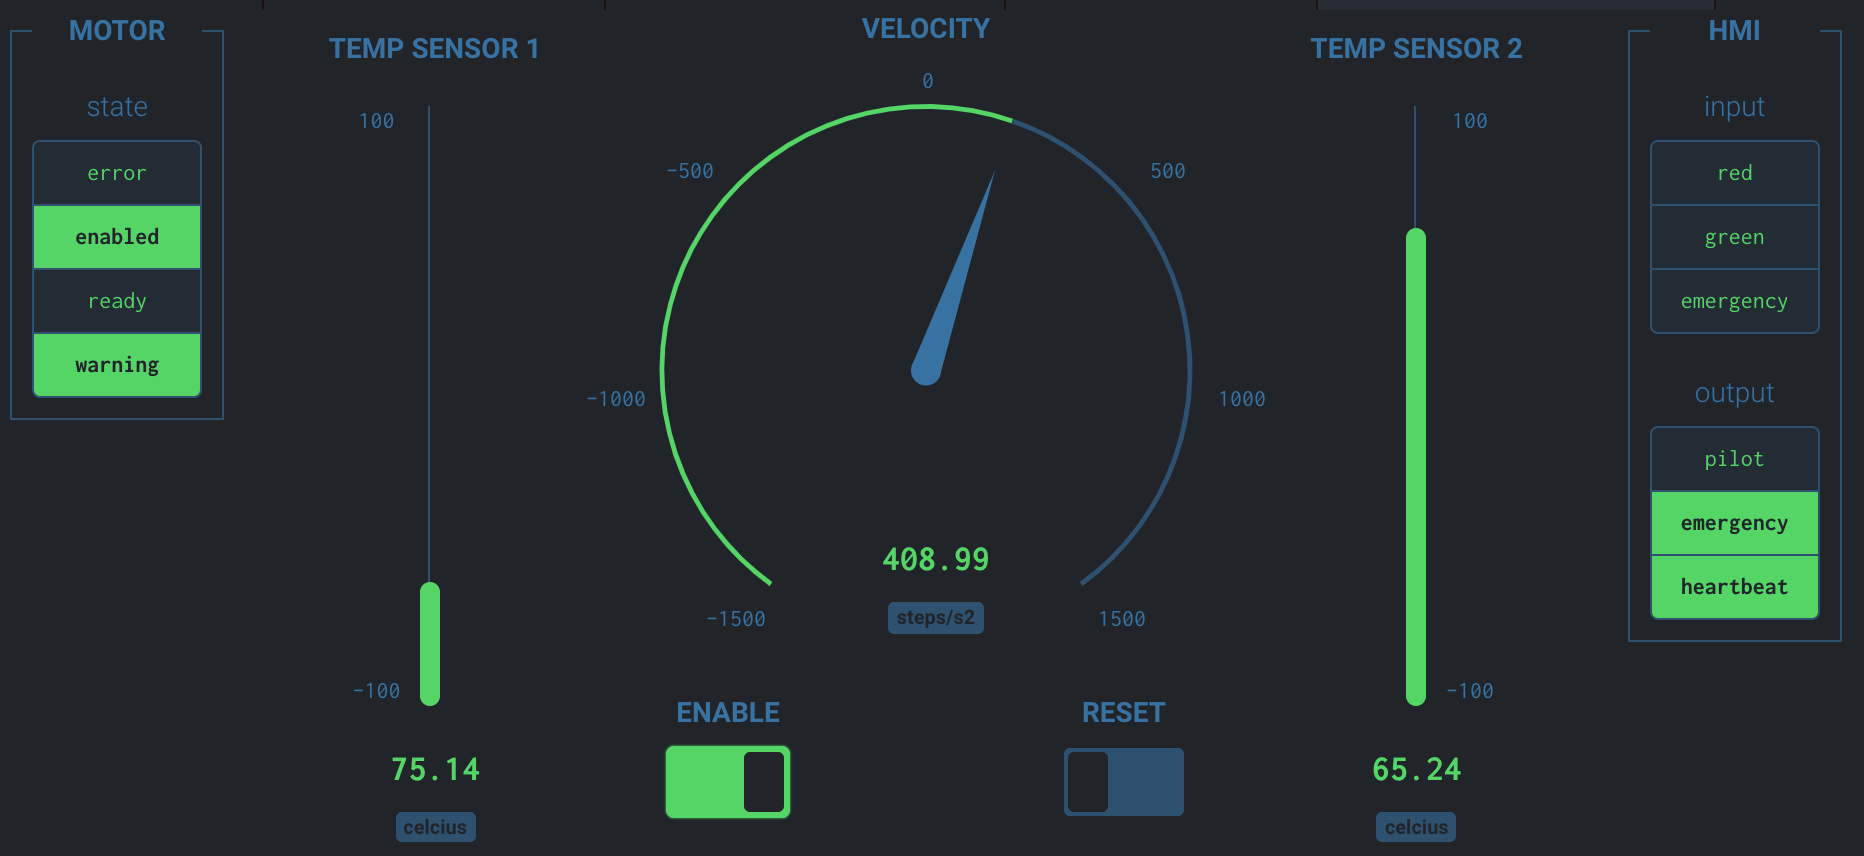 MOTOR
state
error
enabled
ready
warning
TEMP SENSOR 1
100
-100
75.14
celcius
VELOCITY
0
-500
500
-1000
1000
-1500
1500
408.99
steps/s2
ENABLE
RESET
TEMP SENSOR 2
100
-100
65.24
celcius
HMI
input
red
green
emergency
output
pilot
emergency
heartbeat